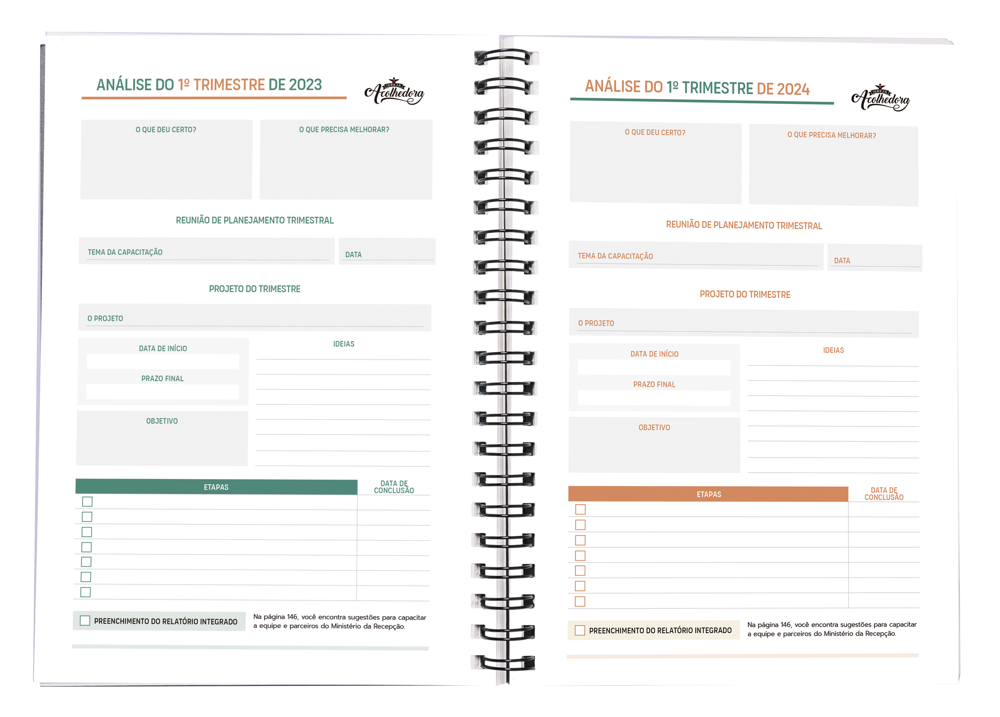 ANÁLISE DO 1º TRIMESTRE DE 2023
IGREJA
Acolhedora
O QUE DEU CERTO?
O QUE PRECISA MELHORAR?
REUNIÃO DE PLANEJAMENTO TRIMESTRAL
TEMA DA CAPACITAÇÃO
DATA
PROJETO DO TRIMESTRE
O PROJETO
DATA DE INÍCIO
PRAZO FINAL
OBJETIVO
IDEIAS
ETAPAS
DATA DE
CONCLUSÃO
PREENCHIMENTO DO RELATÓRIO INTEGRADO
Na página 146, você encontra sugestões para capacitar
a equipe e parceiros do Ministério da Recepção.
ANÁLISE DO 1º TRIMESTRE DE 2024
IGREJA
Acolhedora
O QUE DEU CERTO?
O QUE PRECISA MELHORAR?
REUNIÃO DE PLANEJAMENTO TRIMESTRAL
TEMA DA CAPACITAÇÃO
DATA
PROJETO DO TRIMESTRE
O PROJETO
DATA DE INÍCIO
PRAZO FINAL
OBJETIVO
IDEIAS
ETAPAS
DATA DE
CONCLUSÃO
PREENCHIMENTO DO RELATÓRIO INTEGRADO
Na página 146, você encontra sugestões para capacitar
a equipe e parceiros do Ministério da Recepção.